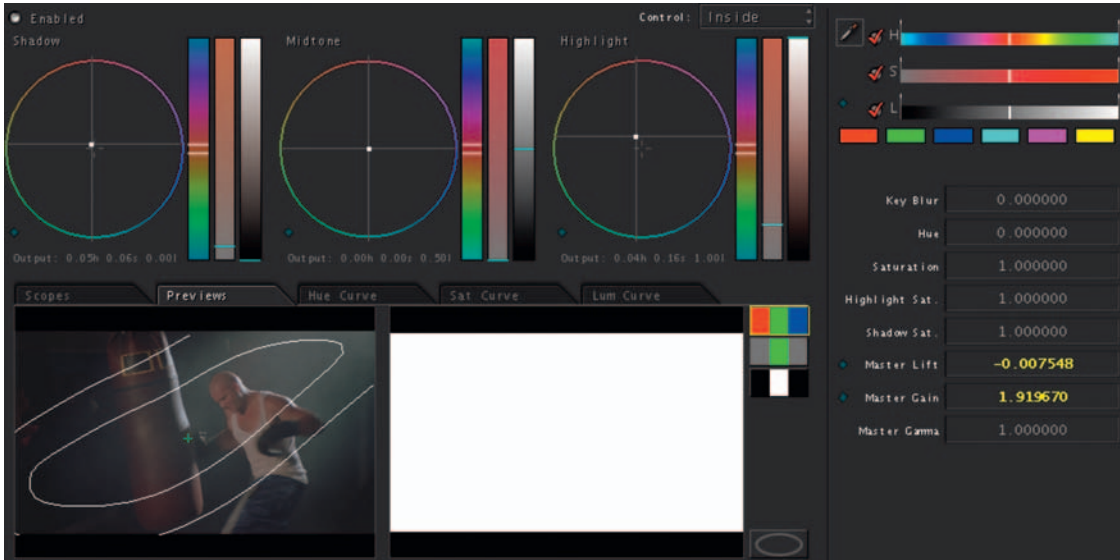 Enabled
Control: Inside
Shadow
Midtone
Highlight
H
S
L
Output: 0.05h 0.06s 0.00l
Output: 0.00h 0.00s 0.50l
Output: 0.04h 0.16s 1.00l
Scopes
Previews
Hue Curve
Sat Curve
Lum Curve
Key Blur 0.000000
Hue 0.000000
Saturation 1.000000
Highlight Sat. 1.000000
Shadow Sat. 1.000000
Master Lift -0.007548
Master Gain 1.919670
Master Gamma 1.000000